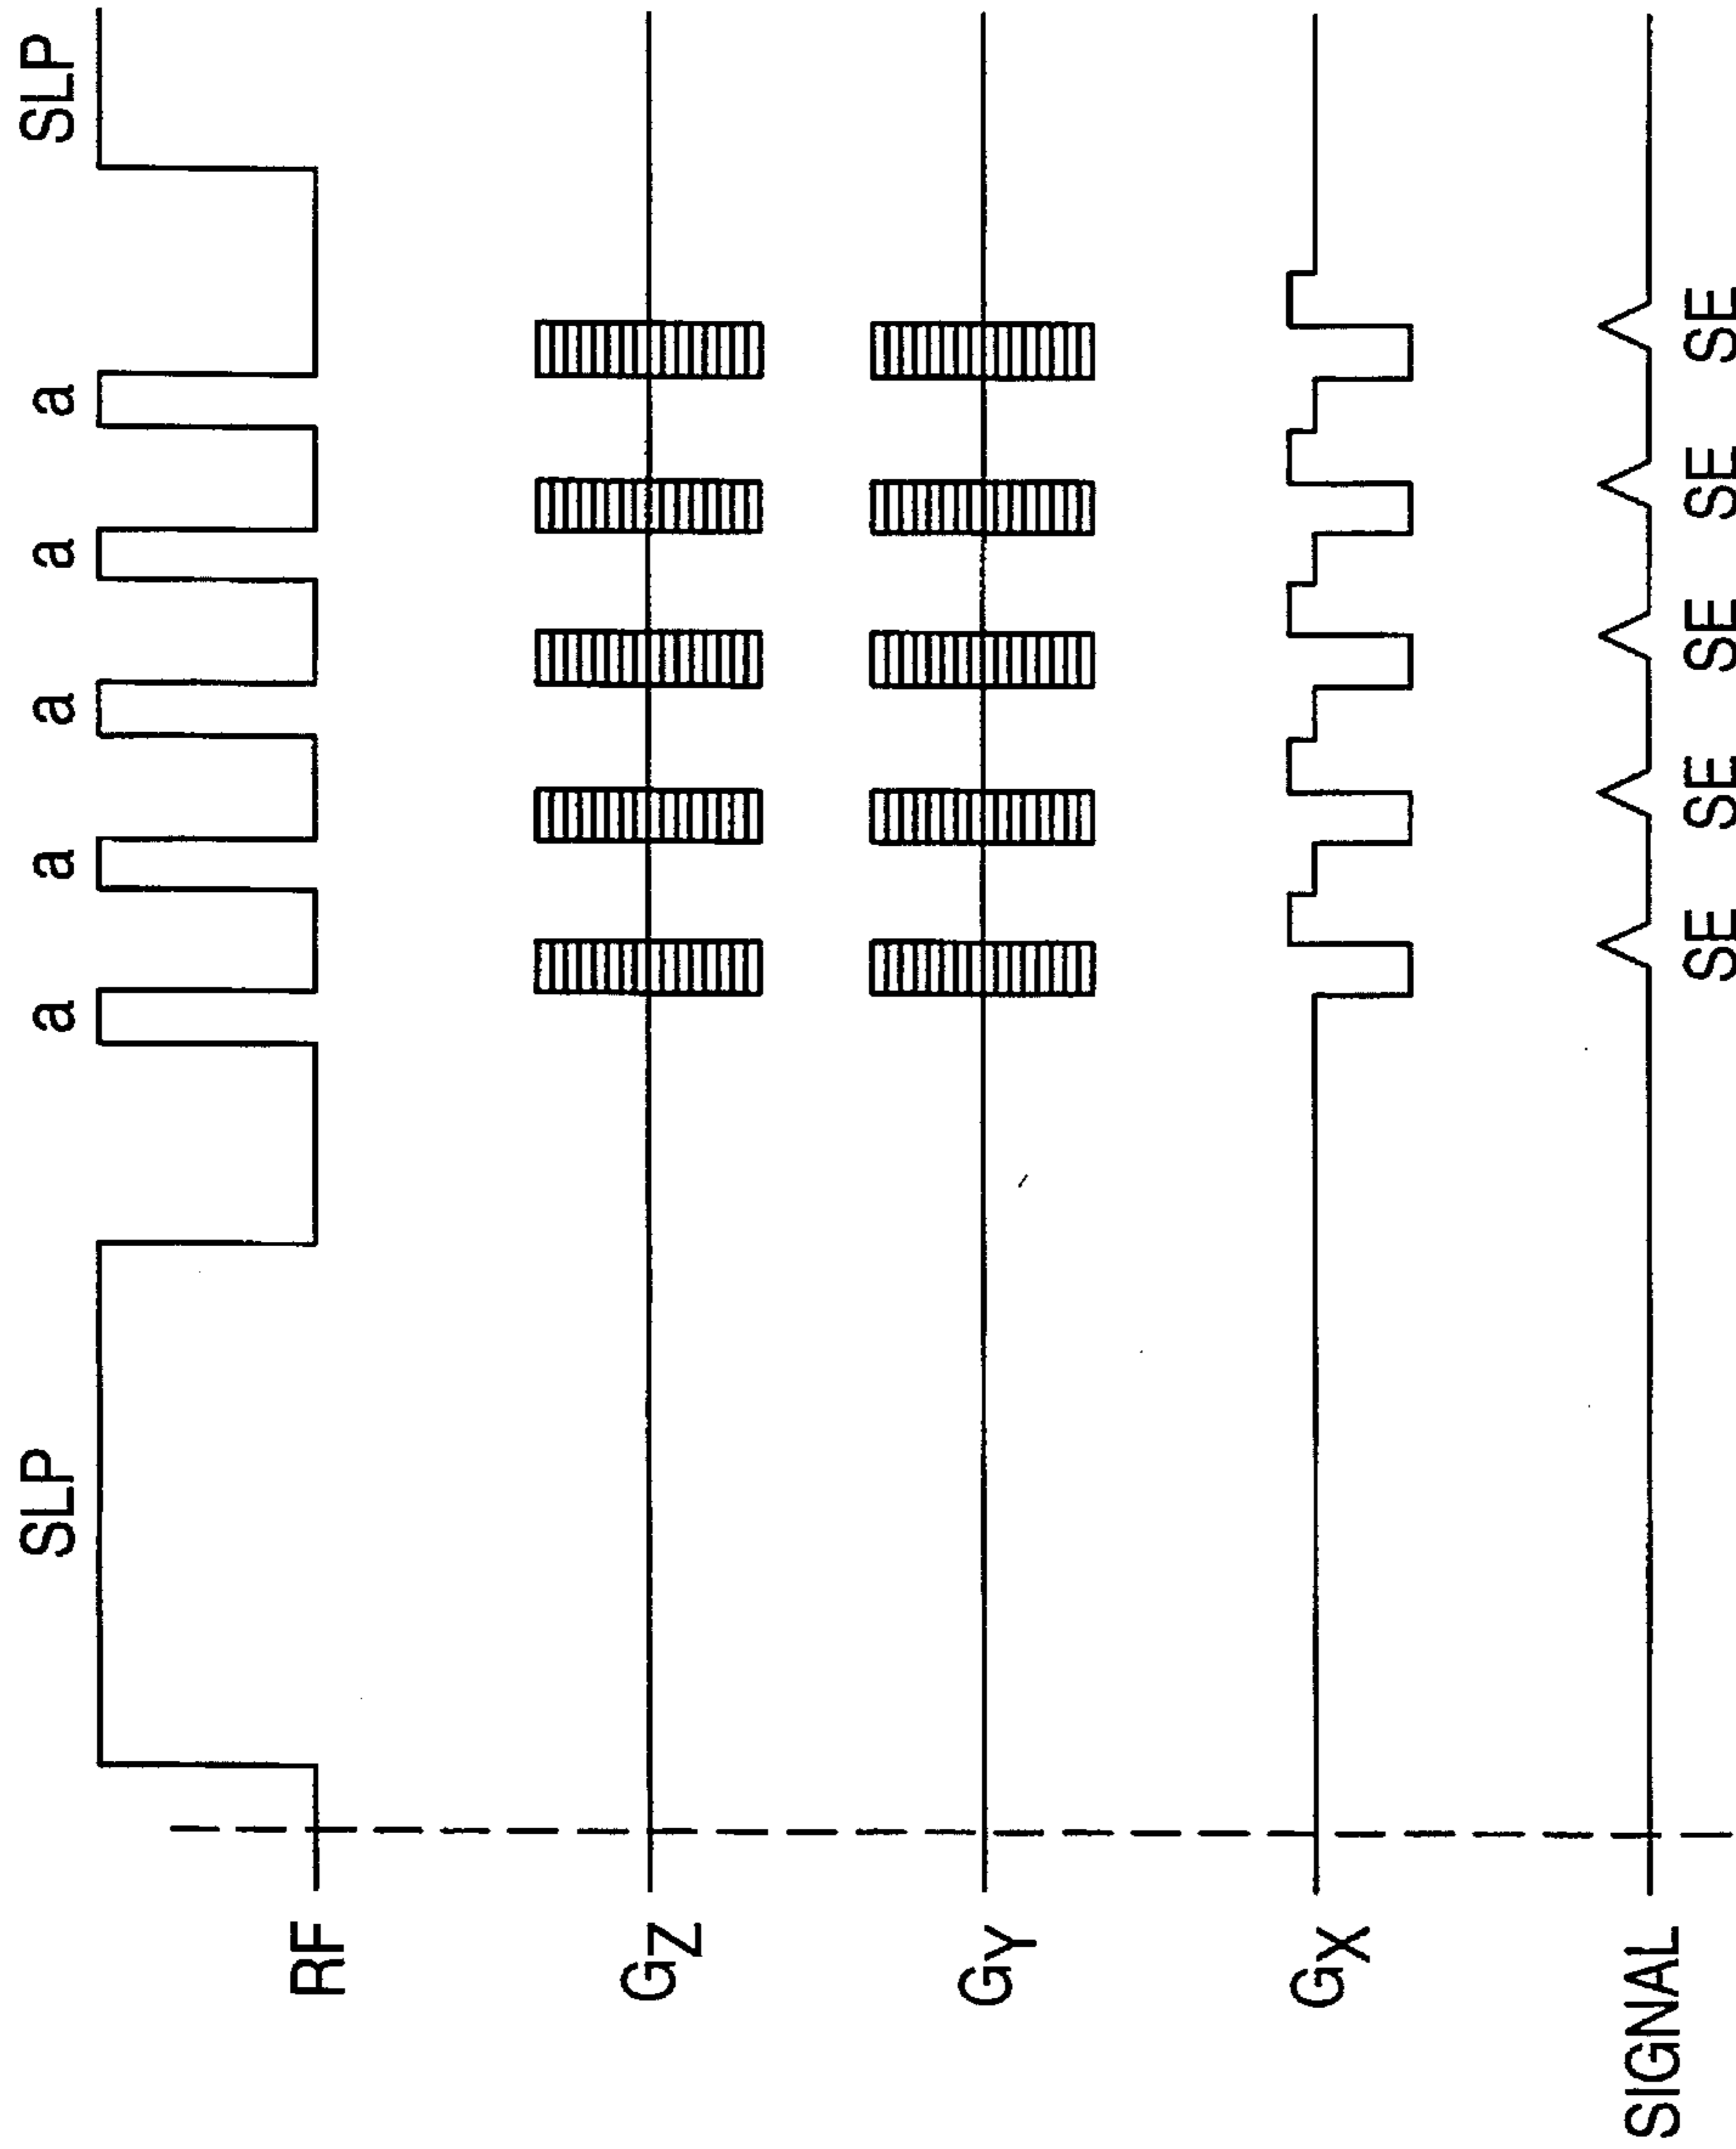 SLP a a a a a SLP
RF
GZ
GY
GX
SIGNAL
SE SE SE SE SE